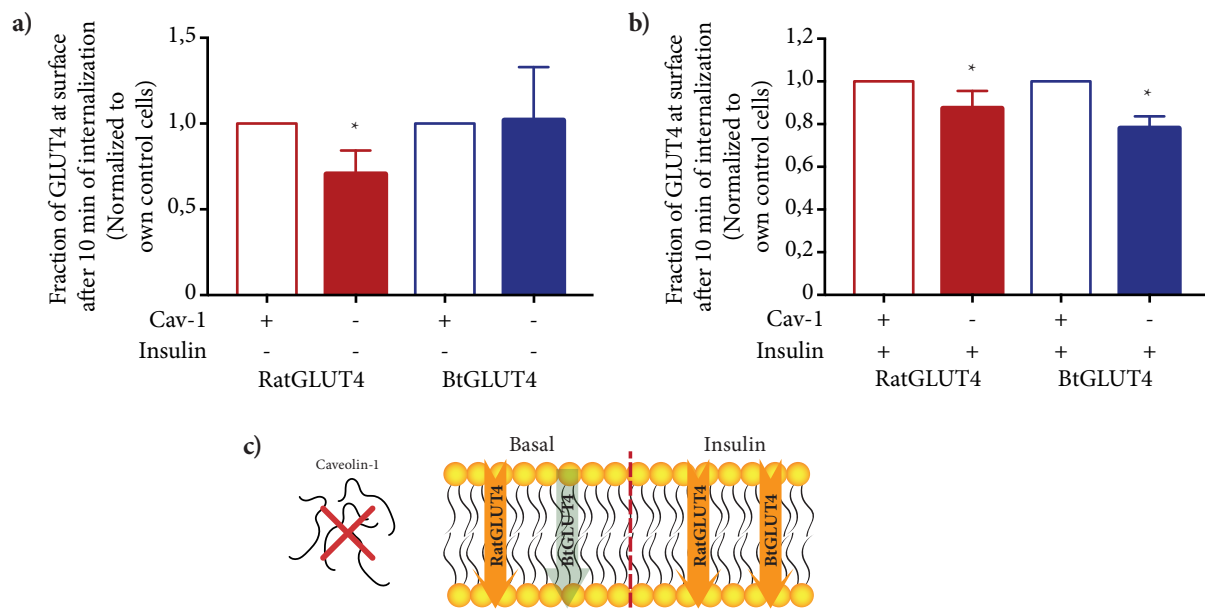 a)
Fraction of GLUT4 at surface
after 10 min of internalization
(Normalized to
own control cells)
1,5
1,0
0,5
0
*
Cav-1 + - + -
Insulin - - - -
RatGLUT4 BtGLUT4
b)
Fraction of GLUT4 at surface
after 10 min of internalization
(Normalized to
own control cells)
1,2
1,0
0,8
0,6
0,4
0,2
0
* *
Cav-1 + - + -
Insulin + + + +
RatGLUT4 BtGLUT4
c)
Caveolin-1
Basal Insulin
RatGLUT4
BtGLUT4
RatGLUT4
BtGLUT4